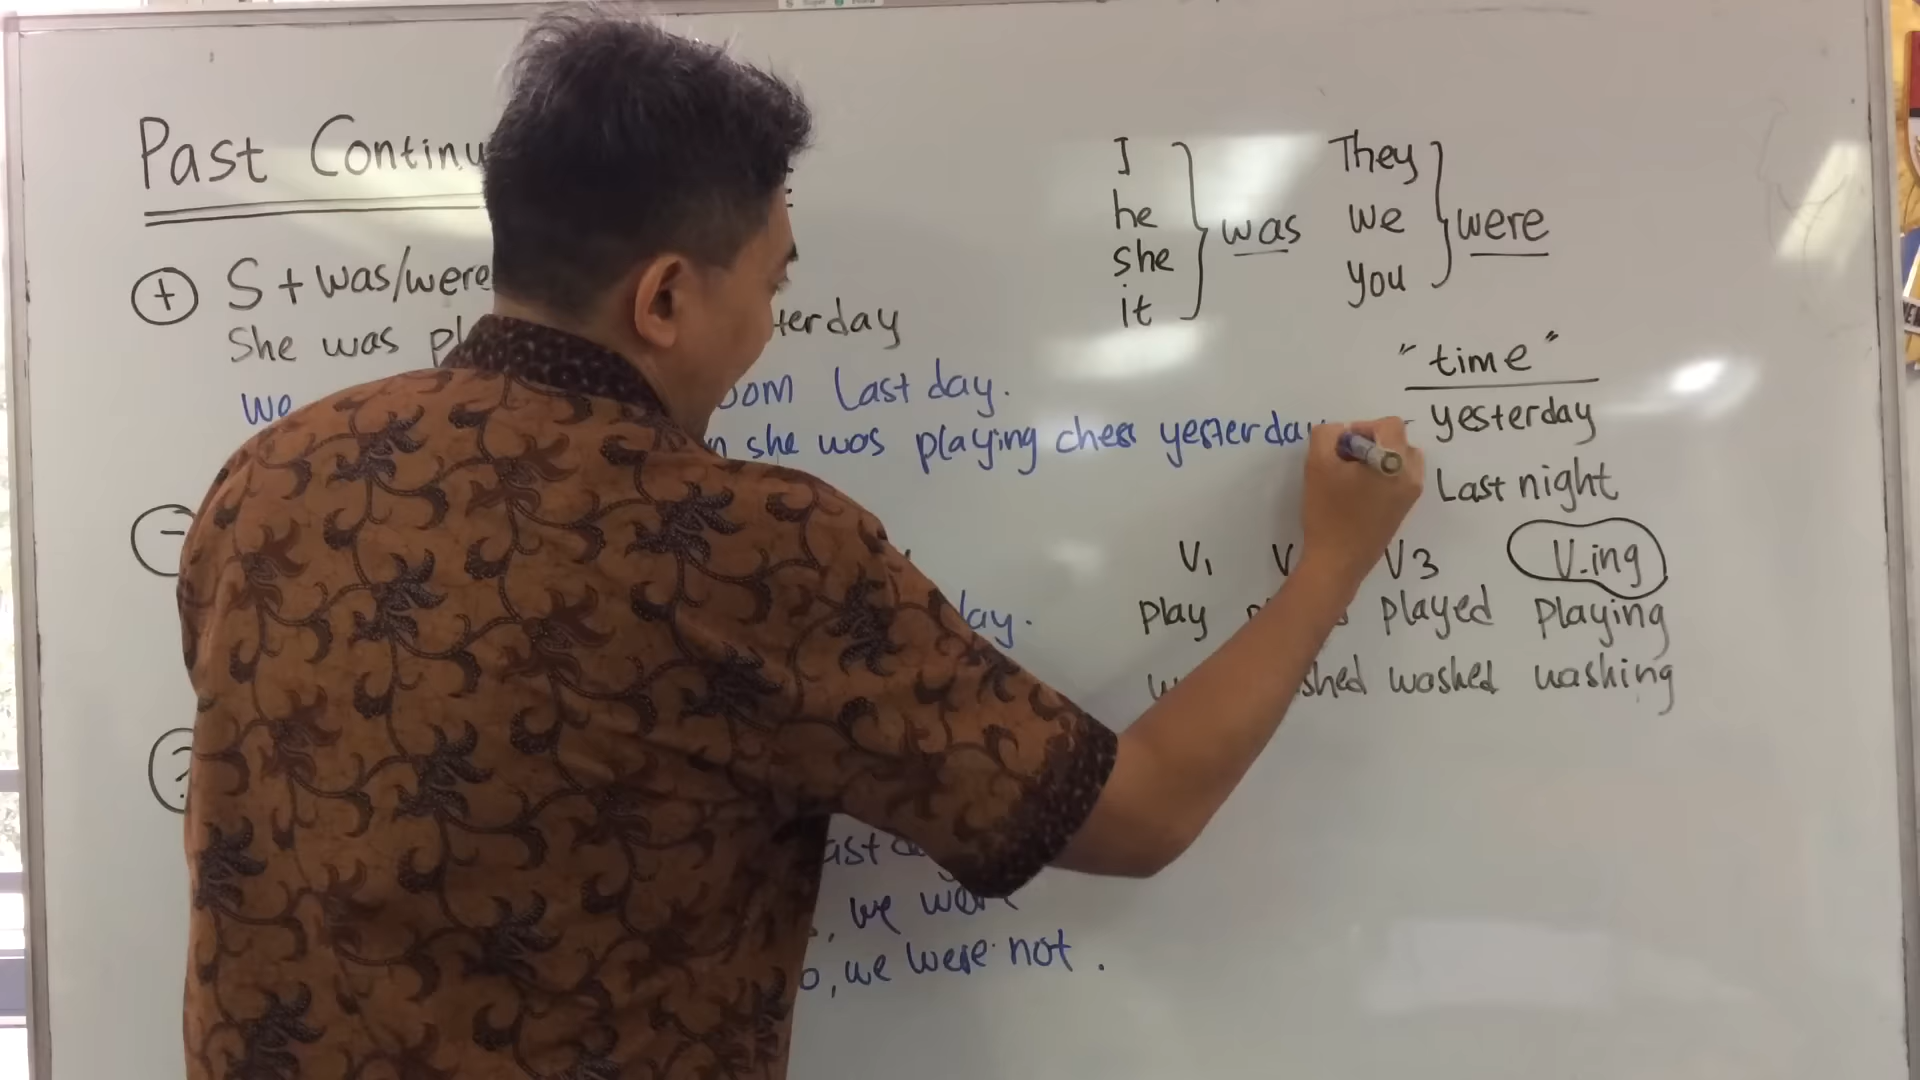 Past Continu
+ S + was/were
She was pl terday
we oom Last day.
n she was playing chess yesterday
-
lay.
?
ast
, we were
o, we were not.
I
he
she
it
was
They
we
you
were
"time"
yesterday
Last night
V1 V V3 V-ing
play played playing
shed washed washing